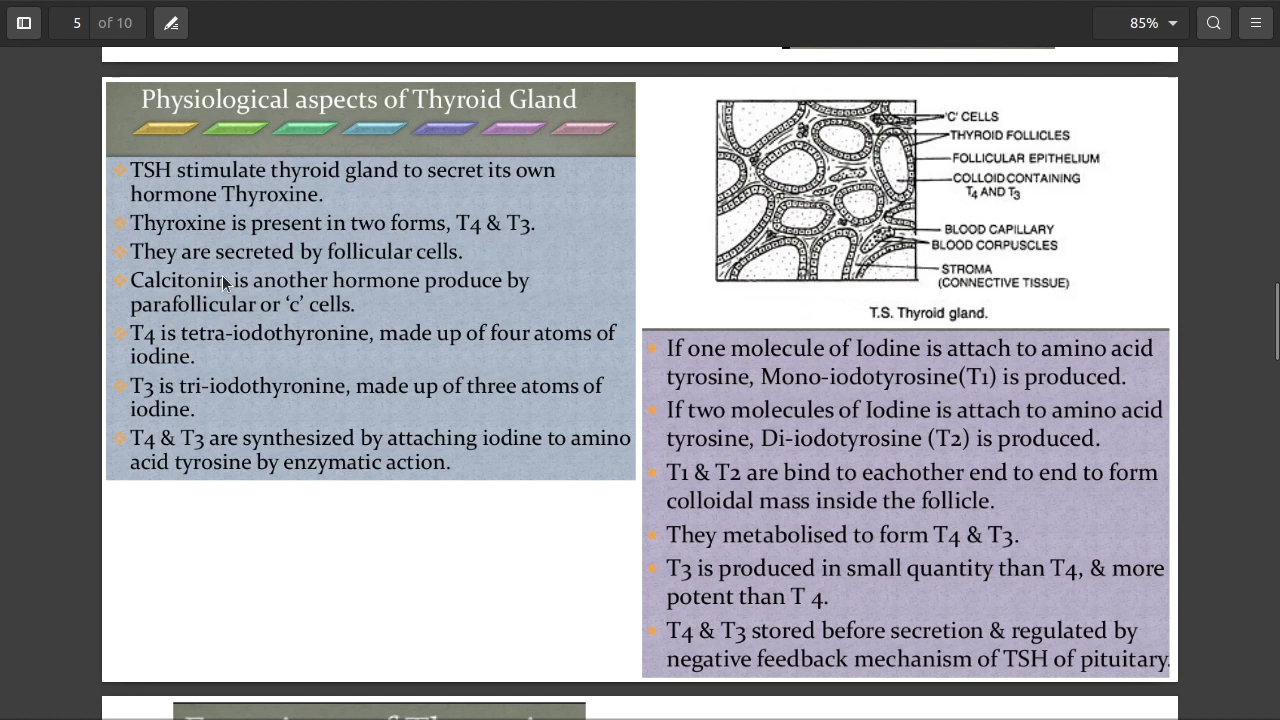 5 of 10
85%
Physiological aspects of Thyroid Gland
TSH stimulate thyroid gland to secret its own
hormone Thyroxine.
Thyroxine is present in two forms, T4 & T3.
They are secreted by follicular cells.
Calcitonin is another hormone produce by
parafollicular or ‘c’ cells.
T4 is tetra-iodothyronine, made up of four atoms of
iodine.
T3 is tri-iodothyronine, made up of three atoms of
iodine.
T4 & T3 are synthesized by attaching iodine to amino
acid tyrosine by enzymatic action.
'C' CELLS
THYROID FOLLICLES
FOLLICULAR EPITHELIUM
COLLOID CONTAINING
T4 AND T3
BLOOD CAPILLARY
BLOOD CORPUSCLES
STROMA
(CONNECTIVE TISSUE)
T.S. Thyroid gland.
If one molecule of Iodine is attach to amino acid
tyrosine, Mono-iodotyrosine(T1) is produced.
If two molecules of Iodine is attach to amino acid
tyrosine, Di-iodotyrosine (T2) is produced.
T1 & T2 are bind to eachother end to end to form
colloidal mass inside the follicle.
They metabolised to form T4 & T3.
T3 is produced in small quantity than T4, & more
potent than T 4.
T4 & T3 stored before secretion & regulated by
negative feedback mechanism of TSH of pituitary.